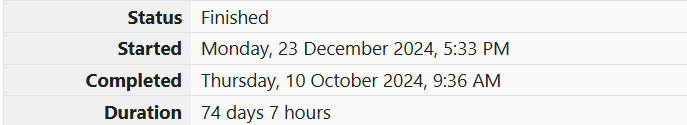 Status Finished
Started Monday, 23 December 2024, 5:33 PM
Completed Thursday, 10 October 2024, 9:36 AM
Duration 74 days 7 hours